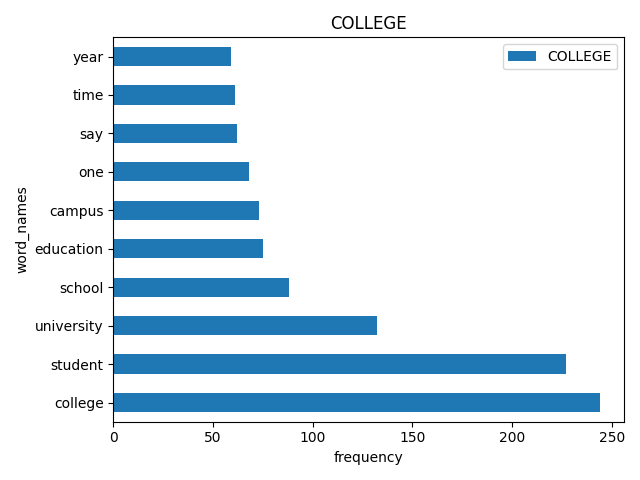 COLLEGE
COLLEGE
year
time
say
one
campus
education
school
university
student
college
word_names
0 50 100 150 200 250
frequency